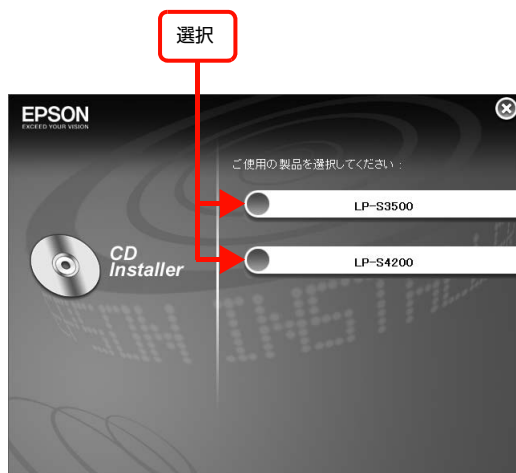 選択
EPSON
EXCEED YOUR VISION
ご使用の製品を選択してください :
LP-S3500
LP-S4200
CD
Installer